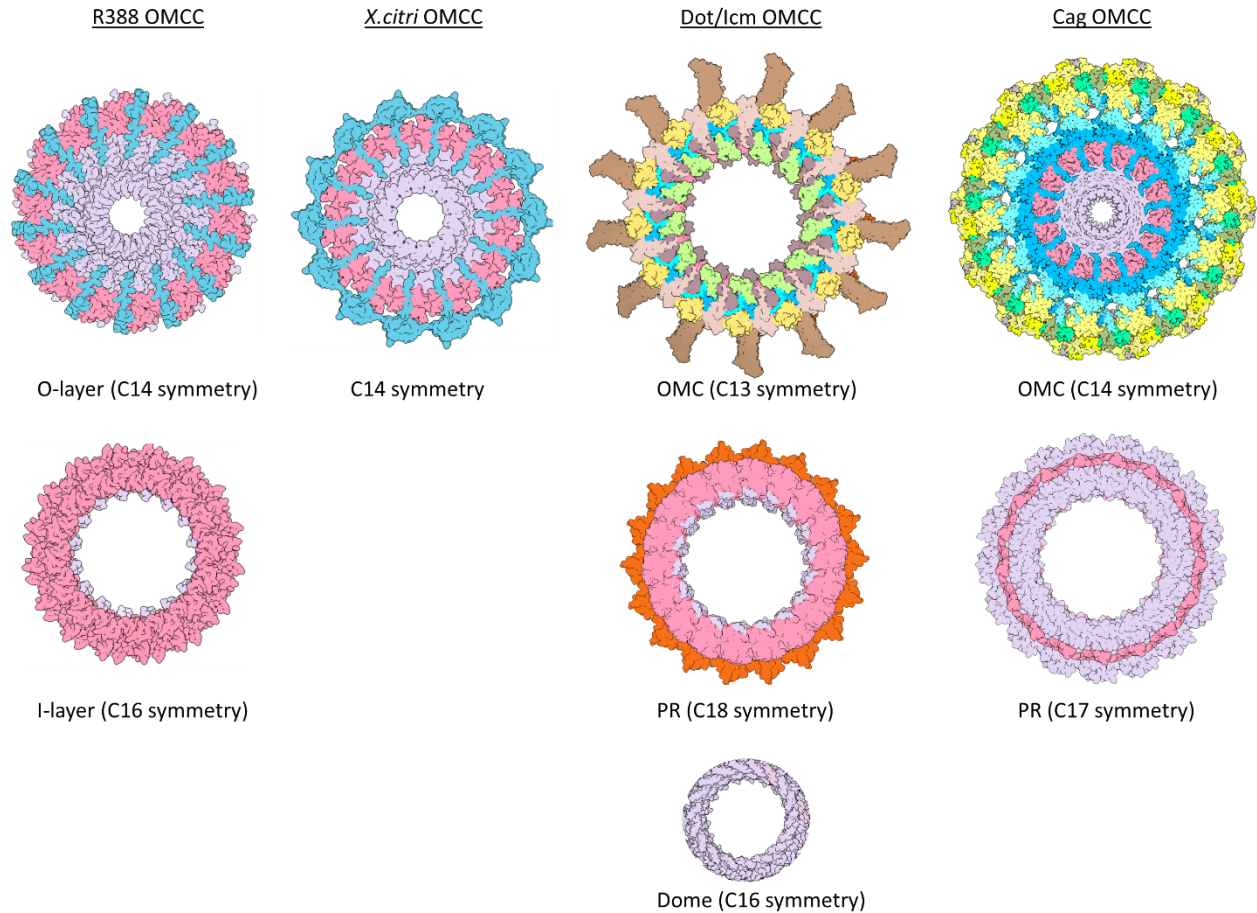 R388 OMCC
X.citri OMCC
Dot/Icm OMCC
Cag OMCC
O-layer (C14 symmetry)
C14 symmetry
OMC (C13 symmetry)
OMC (C14 symmetry)
I-layer (C16 symmetry)
PR (C18 symmetry)
PR (C17 symmetry)
Dome (C16 symmetry)